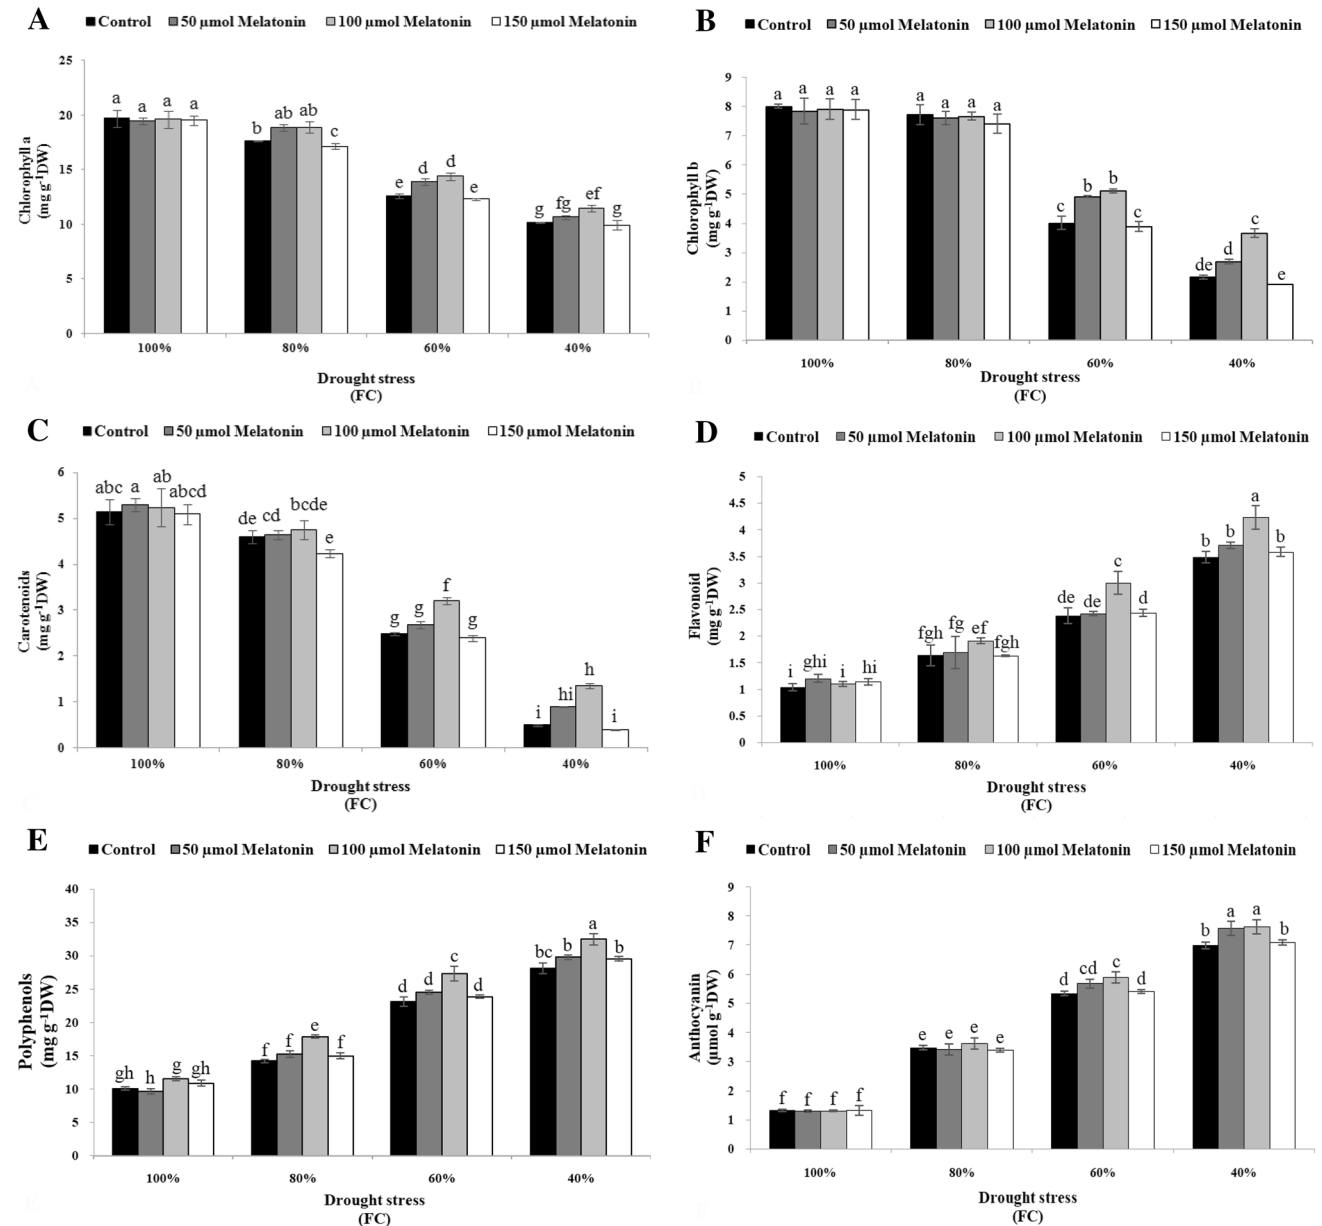 A
Control 50 µmol Melatonin 100 µmol Melatonin 150 µmol Melatonin
25
20
15
10
5
0
Chlorophyll a
(mg g-1DW)
a a a a
b ab ab c
e d d e
g fg ef g
100% 80% 60% 40%
Drought stress
(FC)
B
Control 50 µmol Melatonin 100 µmol Melatonin 150 µmol Melatonin
9
8
7
6
5
4
3
2
1
0
Chlorophyll b
(mg g-1DW)
a a a a
a a a a
c b b c
de d c e
100% 80% 60% 40%
Drought stress
(FC)
C
Control 50 µmol Melatonin 100 µmol Melatonin 150 µmol Melatonin
6
5
4
3
2
1
0
Carotenoids
(mg g-1DW)
abc a ab abcd
de cd bcde e
g g f g
i hi h i
100% 80% 60% 40%
Drought stress
(FC)
D
Control 50 µmol Melatonin 100 µmol Melatonin 150 µmol Melatonin
5
4.5
4
3.5
3
2.5
2
1.5
1
0.5
0
Flavonoid
(mg g-1DW)
i ghi i hi
fgh fg ef fgh
de de c d
b b a b
100% 80% 60% 40%
Drought stress
(FC)
E
Control 50 µmol Melatonin 100 µmol Melatonin 150 µmol Melatonin
40
35
30
25
20
15
10
5
0
Polyphenols
(mg g-1DW)
gh h g gh
f f e f
d d c d
bc b a b
100% 80% 60% 40%
Drought stress
(FC)
F
Control 50 µmol Melatonin 100 µmol Melatonin 150 µmol Melatonin
9
8
7
6
5
4
3
2
1
0
Anthocyanin
(µmol g-1DW)
f f f f
e e e e
d cd c d
b a a b
100% 80% 60% 40%
Drought stress
(FC)